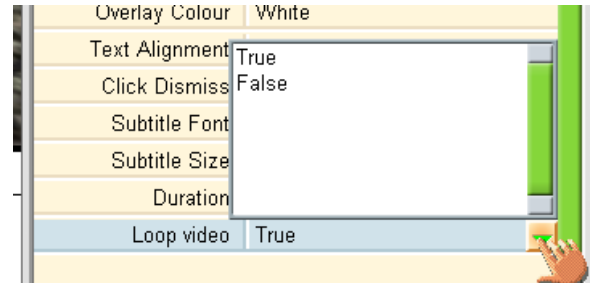 Overlay Colour White
Text Alignment
True
Click Dismiss
False
Subtitle Font
Subtitle Size
Duration
Loop video True